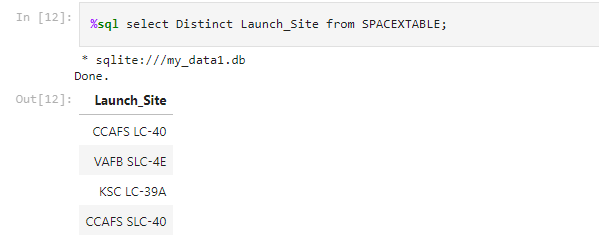 In [12]: %sql select Distinct Launch_Site from SPACEXTABLE;
* sqlite:///my_data1.db
Done.
Out[12]: Launch_Site
CCAFS LC-40
VAFB SLC-4E
KSC LC-39A
CCAFS SLC-40